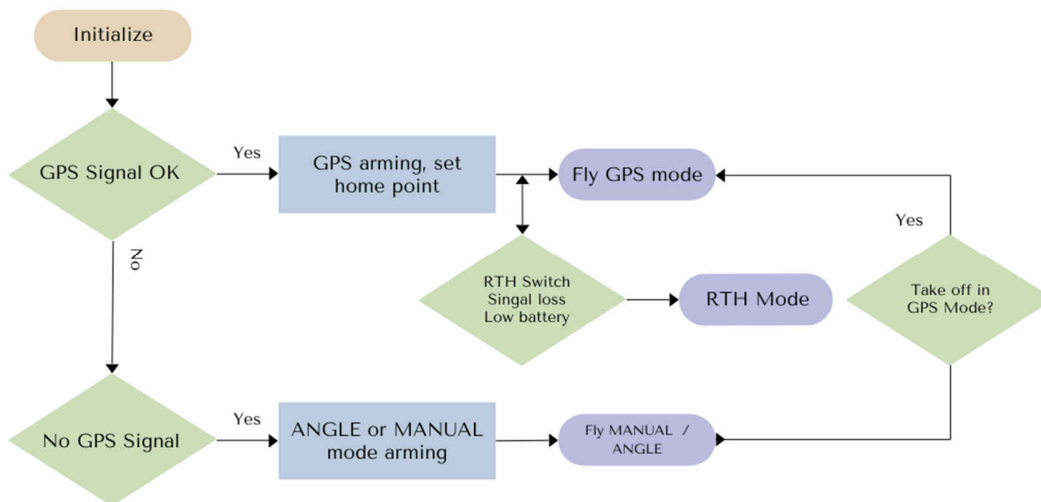 Initialize
GPS Signal OK
Yes
GPS arming, set
home point
Fly GPS mode
Yes
No
RTH Switch
Singal loss
Low battery
RTH Mode
Take off in
GPS Mode?
No GPS Signal
Yes
ANGLE or MANUAL
mode arming
Fly MANUAL /
ANGLE